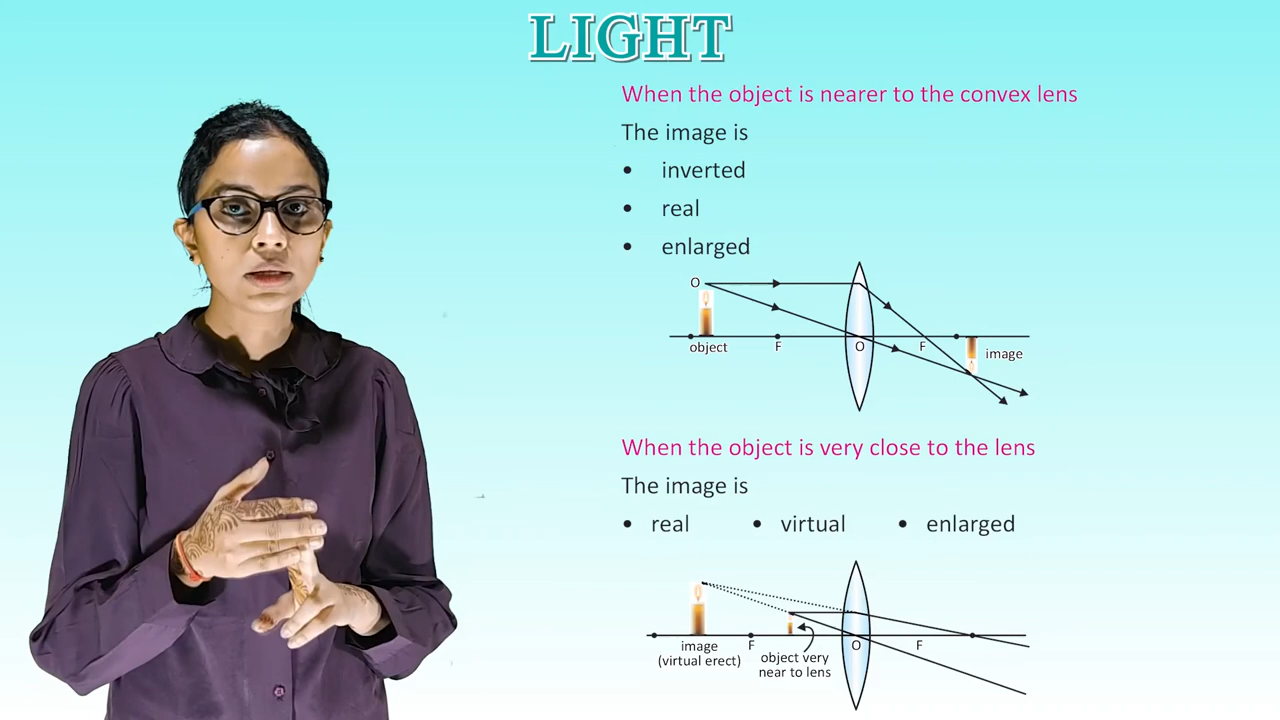 LIGHT
When the object is nearer to the convex lens
The image is
• inverted
• real
• enlarged
O
object F O F image
When the object is very close to the lens
The image is
• real • virtual • enlarged
image F O F
(virtual erect) object very
near to lens